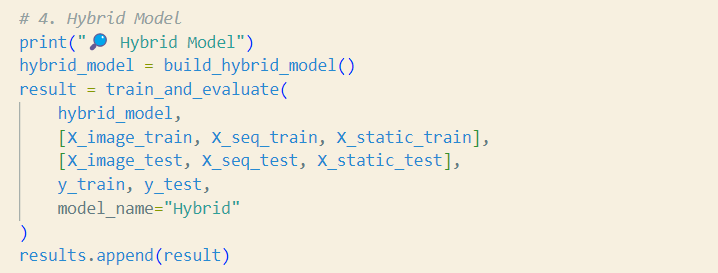 # 4. Hybrid Model
print("🔎 Hybrid Model")
hybrid_model = build_hybrid_model()
result = train_and_evaluate(
    hybrid_model,
    [X_image_train, X_seq_train, X_static_train],
    [X_image_test, X_seq_test, X_static_test],
    y_train, y_test,
    model_name="Hybrid"
)
results.append(result)